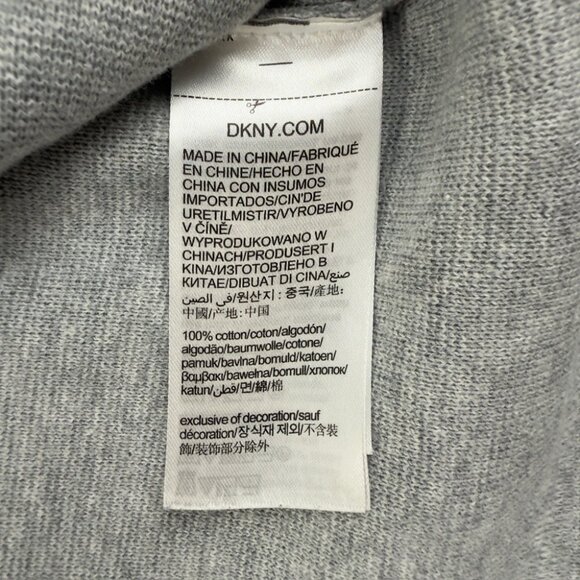 DKNY.COM
MADE IN CHINA/FABRIQUÉ
EN CHINE/HECHO EN
CHINA CON INSUMOS
IMPORTADOS/CIN'DE
URETILMISTIR/VYROBENO
V ČÍNĚ/
WYPRODUKOWANO W
CHINACH/PRODUSERT I
KINA/ИЗГОТОВЛЕНО В
КИТАЕ/DIBUAT DI CINA/صنع
في الصين/원산지 : 중국/產地:
中國/产地: 中国
100% cotton/coton/algodón/
algodão/baumwolle/cotone/
pamuk/bavlna/bomuld/katoen/
βαμβακι/bawełna/bomull/хлопок/
katun/قطن/면/綿/棉
exclusive of decoration/sauf
décoration/장식재 제외/不含裝
飾/装饰部分除外